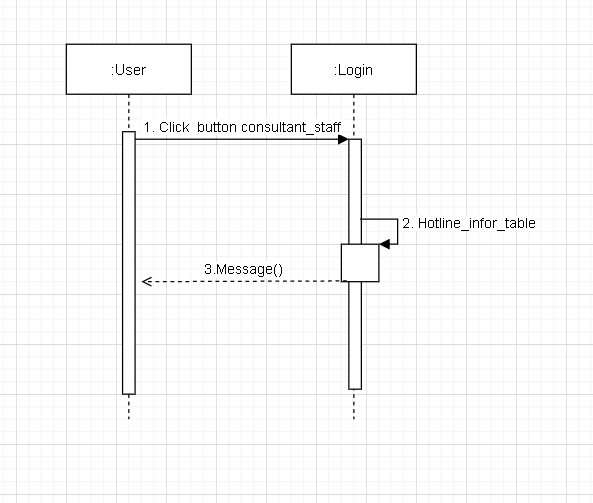 :User
:Login
1. Click  button consultant_staff
2. Hotline_infor_table
3.Message()